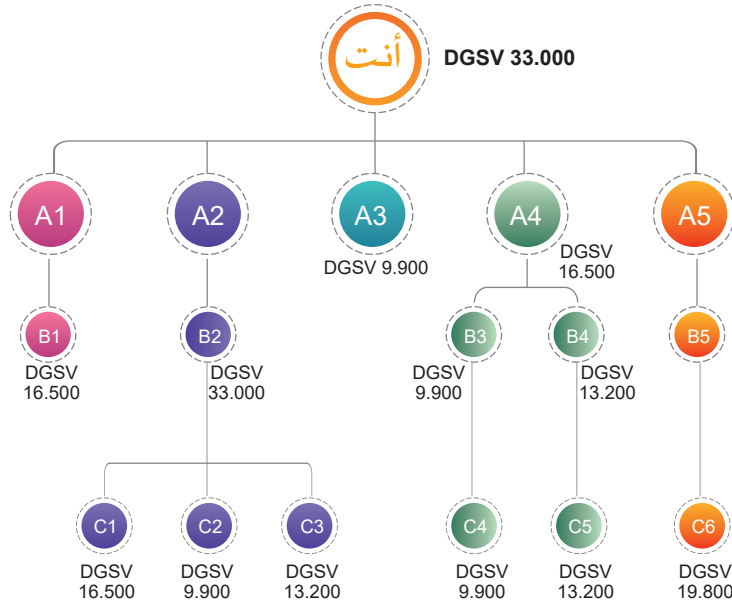 أنت
DGSV 33.000
A1
A2
A3
A4
A5
DGSV 9.900
DGSV
16.500
B1
B2
B3
B4
B5
DGSV
16.500
DGSV
33.000
DGSV
9.900
DGSV
13.200
C1
C2
C3
C4
C5
C6
DGSV
16.500
DGSV
9.900
DGSV
13.200
DGSV
9.900
DGSV
13.200
DGSV
19.800